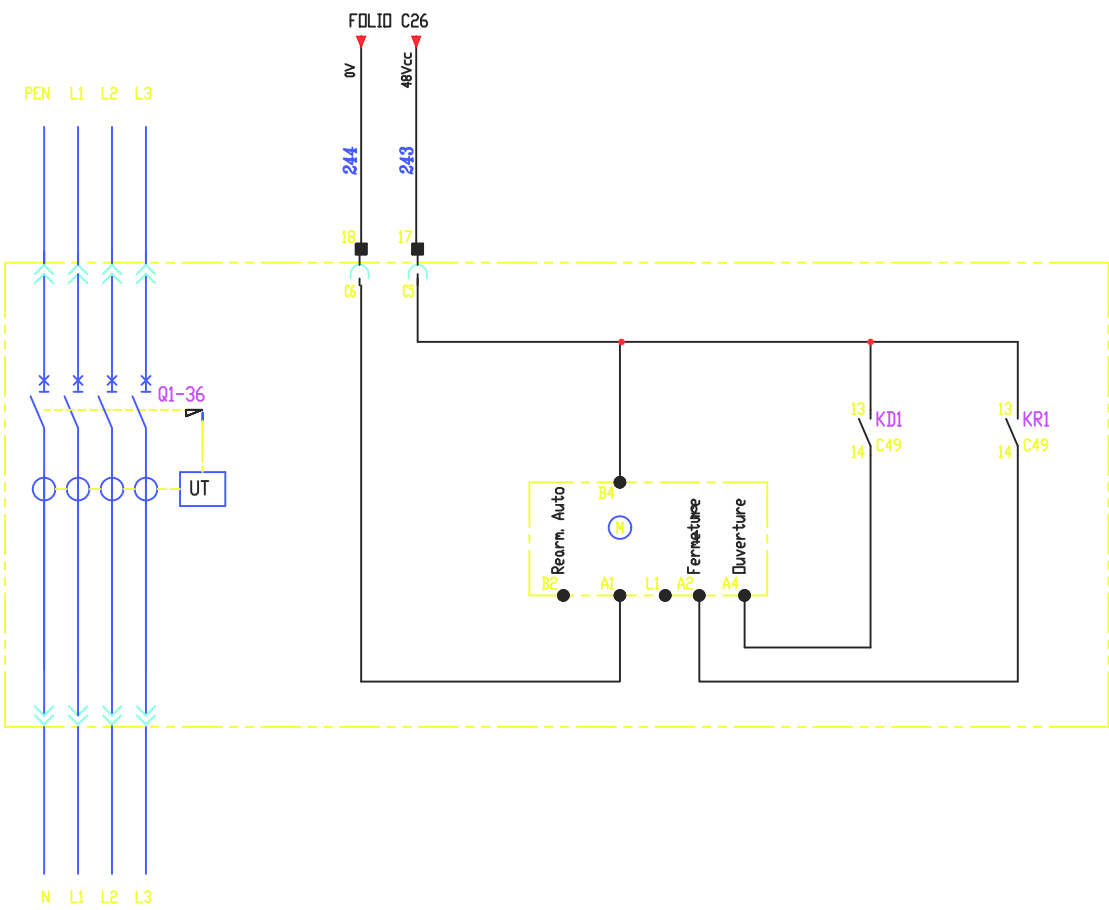 FOLIO C26
0V
48Vcc
PEN L1 L2 L3
244
243
18
17
C6
C5
Q1-36
UT
13
KD1
14
C49
13
KR1
14
C49
B4
M
Rearm. Auto
Fermeture
Ouverture
B2
A1
L1
A2
A4
N L1 L2 L3